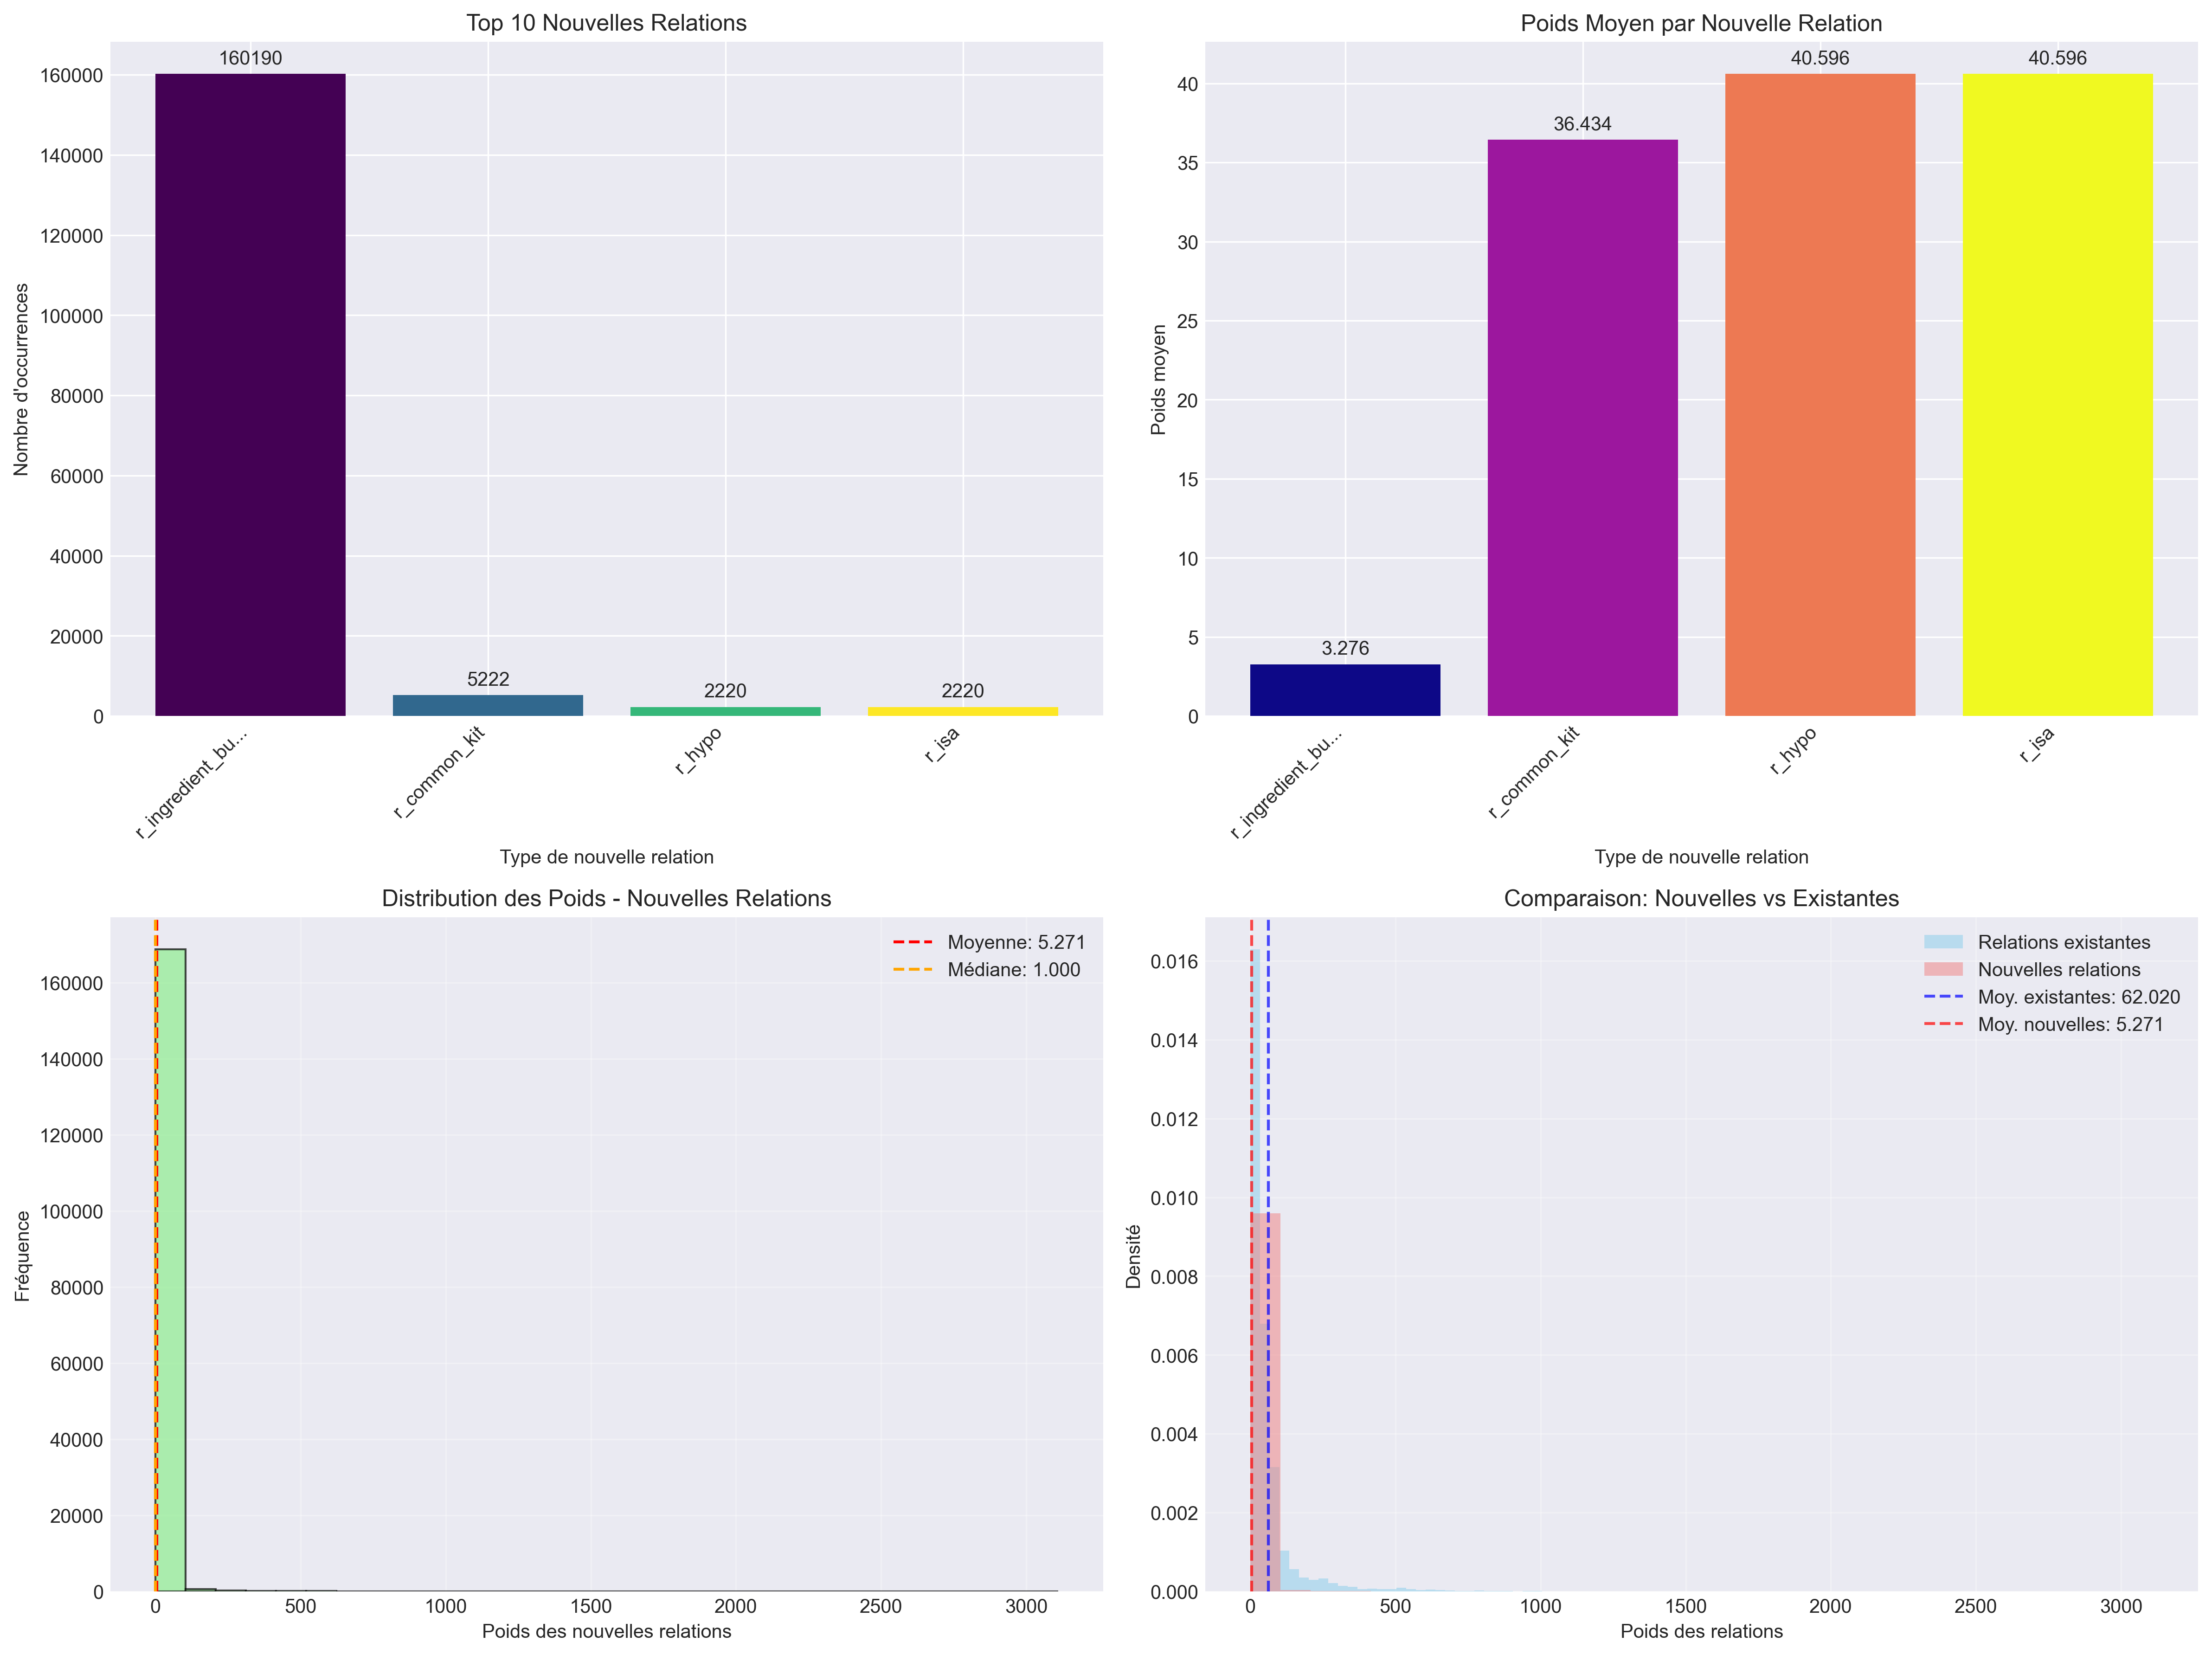 Top 10 Nouvelles Relations
160190
5222
2220
2220
160000
140000
120000
100000
80000
60000
40000
20000
0
Nombre d'occurrences
r_ingredient_bu...
r_common_kit
r_hypo
r_isa
Type de nouvelle relation
Poids Moyen par Nouvelle Relation
3.276
36.434
40.596
40.596
40
35
30
25
20
15
10
5
0
Poids moyen
r_ingredient_bu...
r_common_kit
r_hypo
r_isa
Type de nouvelle relation
Distribution des Poids - Nouvelles Relations
Moyenne: 5.271
Médiane: 1.000
160000
140000
120000
100000
80000
60000
40000
20000
0
Fréquence
0 500 1000 1500 2000 2500 3000
Poids des nouvelles relations
Comparaison: Nouvelles vs Existantes
Relations existantes
Nouvelles relations
Moy. existantes: 62.020
Moy. nouvelles: 5.271
0.016
0.014
0.012
0.010
0.008
0.006
0.004
0.002
0.000
Densité
0 500 1000 1500 2000 2500 3000
Poids des relations